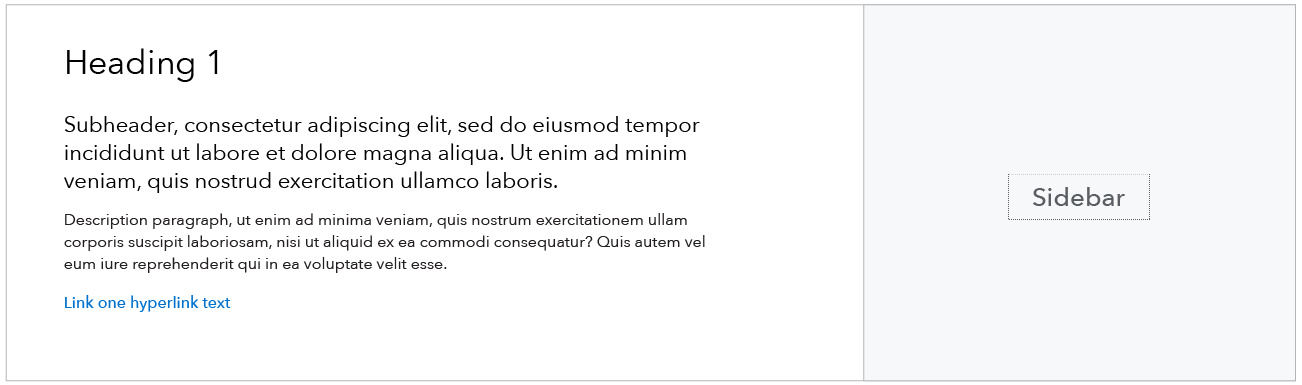 Heading 1
Subheader, consectetur adipiscing elit, sed do eiusmod tempor
incididunt ut labore et dolore magna aliqua. Ut enim ad minim
veniam, quis nostrud exercitation ullamco laboris.
Description paragraph, ut enim ad minima veniam, quis nostrum exercitationem ullam
corporis suscipit laboriosam, nisi ut aliquid ex ea commodi consequatur? Quis autem vel
eum iure reprehenderit qui in ea voluptate velit esse.
Link one hyperlink text
Sidebar